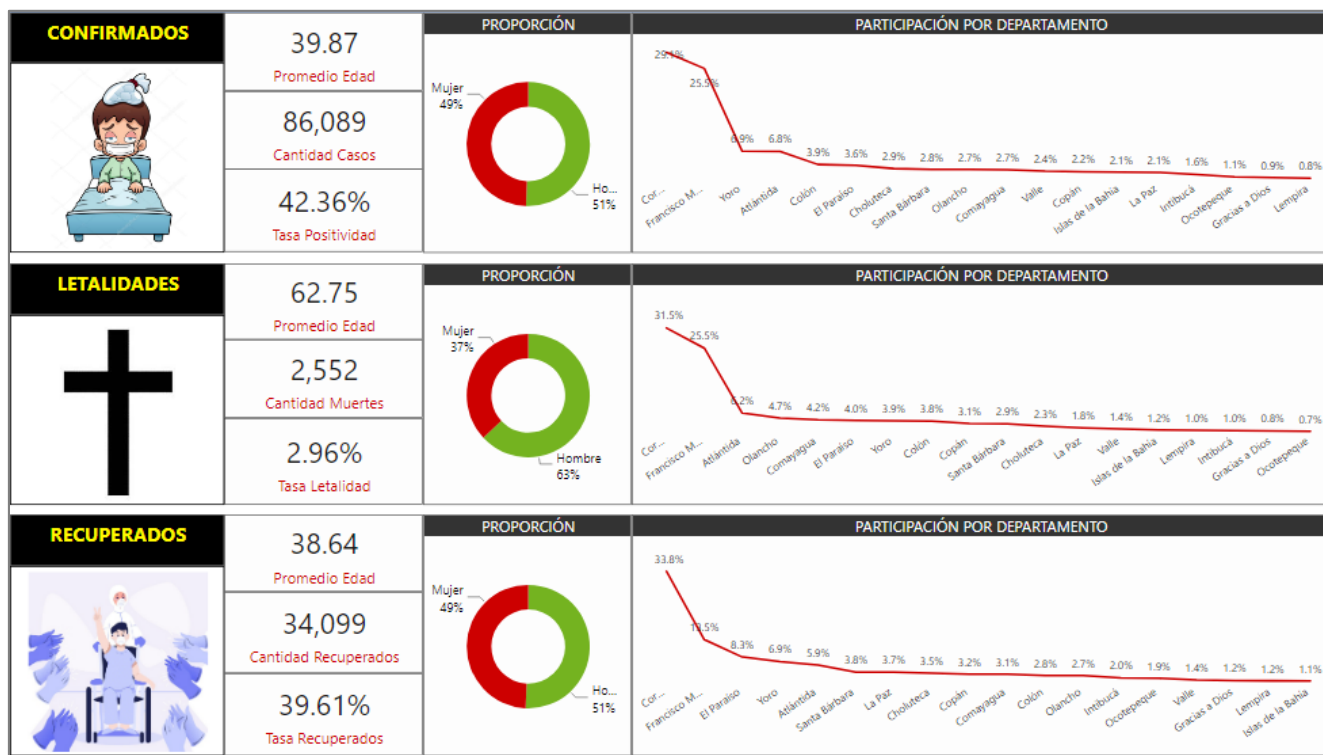 CONFIRMADOS
39.87
Promedio Edad
86,089
Cantidad Casos
42.36%
Tasa Positividad
PROPORCIÓN
Mujer
49%
Ho...
51%
PARTICIPACIÓN POR DEPARTAMENTO
29.1%
25.5%
6.9%
6.8%
3.9%
3.6%
2.9%
2.8%
2.7%
2.7%
2.4%
2.2%
2.1%
2.1%
1.6%
1.1%
0.9%
0.8%
Cor...
Francisco M...
Yoro
Atlántida
Colón
El Paraíso
Choluteca
Santa Bárbara
Olancho
Comayagua
Valle
Copán
Islas de la Bahía
La Paz
Intibucá
Ocotepeque
Gracias a Dios
Lempira
LETALIDADES
62.75
Promedio Edad
2,552
Cantidad Muertes
2.96%
Tasa Letalidad
PROPORCIÓN
Mujer
37%
Hombre
63%
PARTICIPACIÓN POR DEPARTAMENTO
31.5%
25.5%
6.2%
4.7%
4.2%
4.0%
3.9%
3.8%
3.1%
2.9%
2.3%
1.8%
1.4%
1.2%
1.0%
1.0%
0.8%
0.7%
Cor...
Francisco M...
Atlántida
Olancho
Comayagua
El Paraíso
Yoro
Colón
Copán
Santa Bárbara
Choluteca
La Paz
Valle
Islas de la Bahía
Lempira
Intibucá
Gracias a Dios
Ocotepeque
RECUPERADOS
38.64
Promedio Edad
34,099
Cantidad Recuperados
39.61%
Tasa Recuperados
PROPORCIÓN
Mujer
49%
Ho...
51%
PARTICIPACIÓN POR DEPARTAMENTO
33.8%
13.5%
8.3%
6.9%
5.9%
3.8%
3.7%
3.5%
3.2%
3.1%
2.8%
2.7%
2.0%
1.9%
1.4%
1.2%
1.2%
1.1%
Cor...
Francisco M...
El Paraíso
Yoro
Atlántida
Santa Bárbara
La Paz
Choluteca
Copán
Comayagua
Colón
Olancho
Intibucá
Ocotepeque
Valle
Gracias a Dios
Lempira
Islas de la Bahía